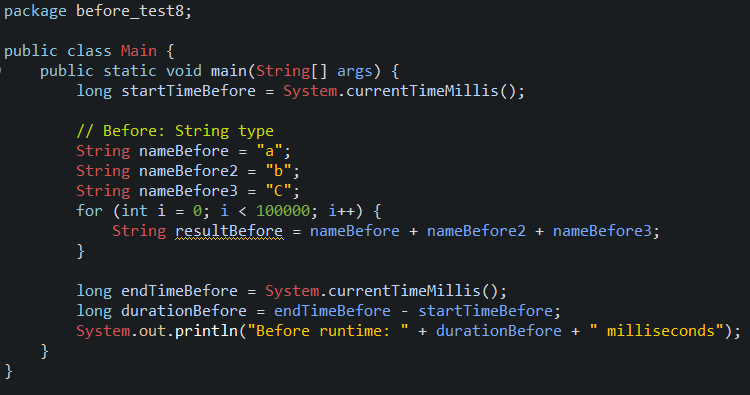 package before_test8;
public class Main {
public static void main(String[] args) {
long startTimeBefore = System.currentTimeMillis();
// Before: String type
String nameBefore = "a";
String nameBefore2 = "b";
String nameBefore3 = "C";
for (int i = 0; i < 100000; i++) {
String resultBefore = nameBefore + nameBefore2 + nameBefore3;
}
long endTimeBefore = System.currentTimeMillis();
long durationBefore = endTimeBefore - startTimeBefore;
System.out.println("Before runtime: " + durationBefore + " milliseconds");
}
}